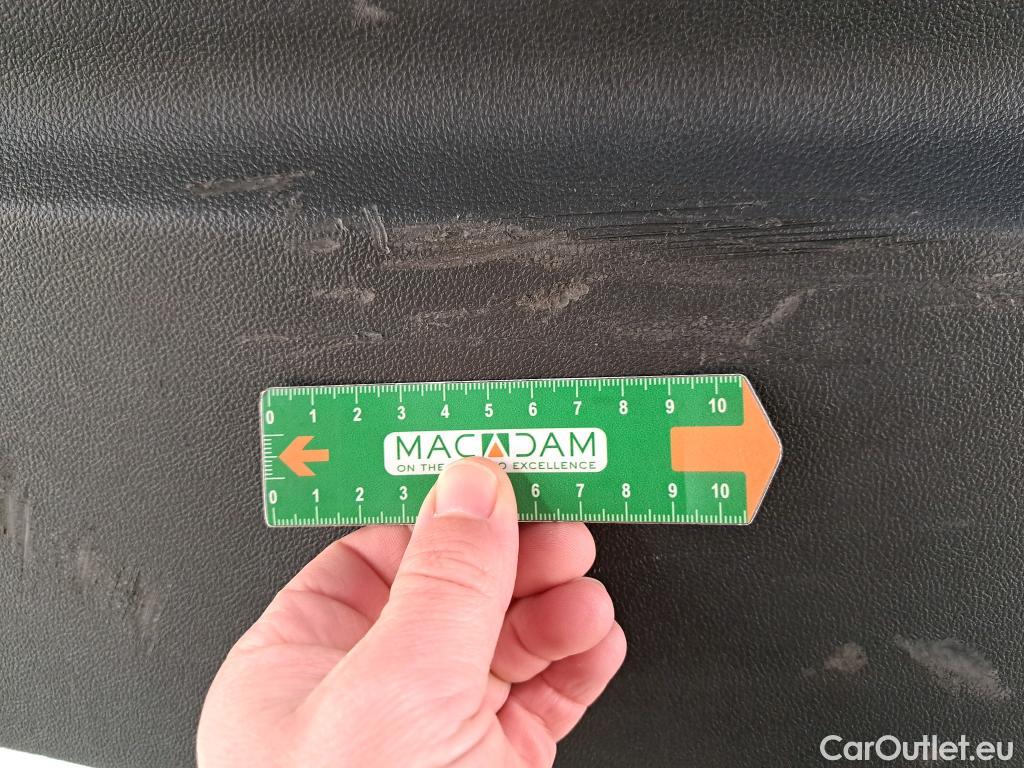 0 1 2 3 4 5 6 7 8 9 10
MACADAM
ON THE O EXCELLENCE
0 1 2 3 6 7 8 9 10
CarOutlet.eu